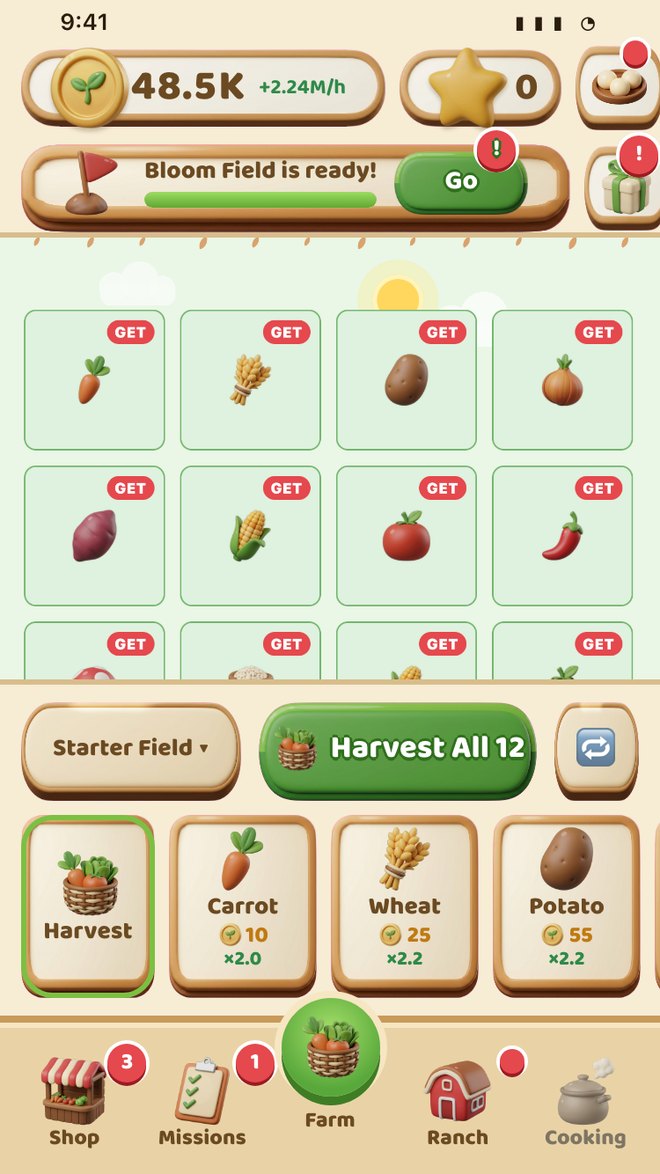 9:41
48.5K +2.24M/h
0
Bloom Field is ready!
Go
!
!
GET GET GET GET
GET GET GET GET
GET GET GET GET
Starter Field ▾
Harvest All 12
Harvest
Carrot
10
×2.0
Wheat
25
×2.2
Potato
55
×2.2
3
Shop
1
Missions
Farm
Ranch
Cooking